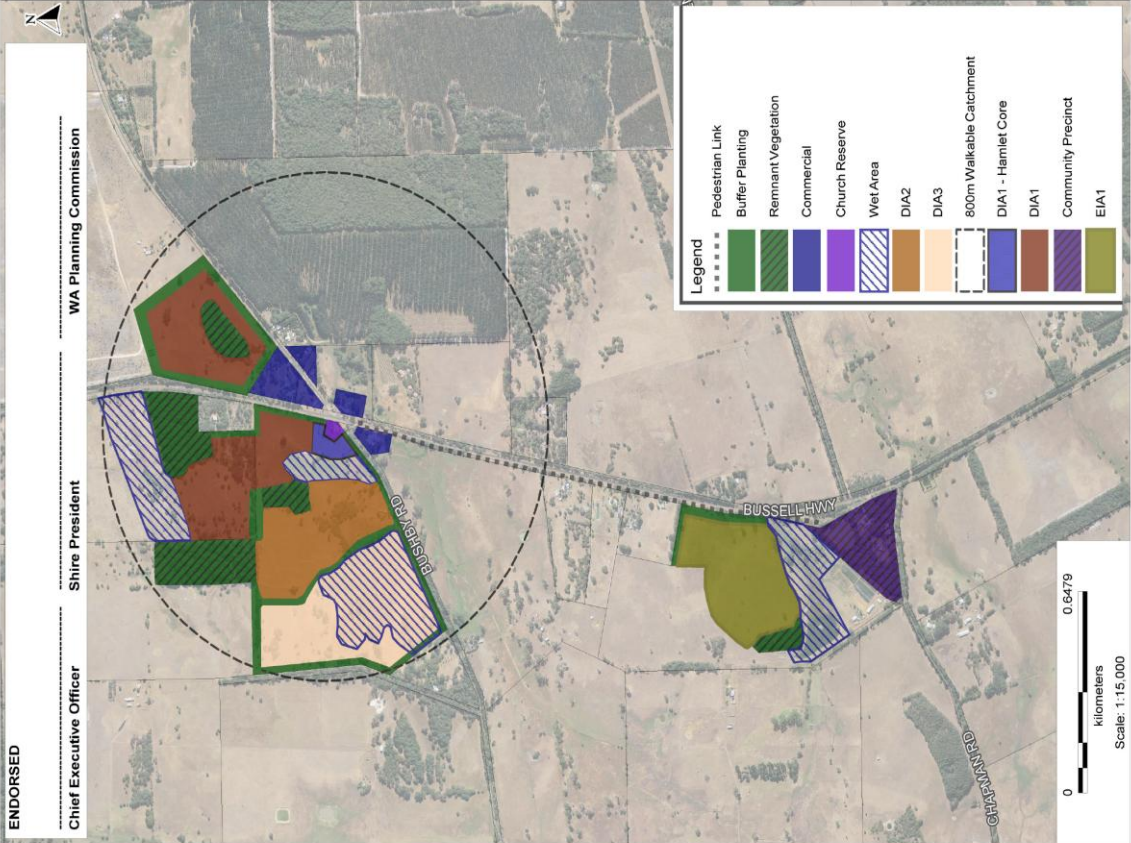 ENDORSED
Chief Executive Officer
Shire President
WA Planning Commission
N
BUSHBY RD
BUSSELL HWY
CHAPMAN RD
Legend
Pedestrian Link
Buffer Planting
Remnant Vegetation
Commercial
Church Reserve
Wet Area
DIA2
DIA3
800m Walkable Catchment
DIA1 - Hamlet Core
DIA1
Community Precinct
EIA1
0 0.6479
kilometers
Scale: 1:15,000